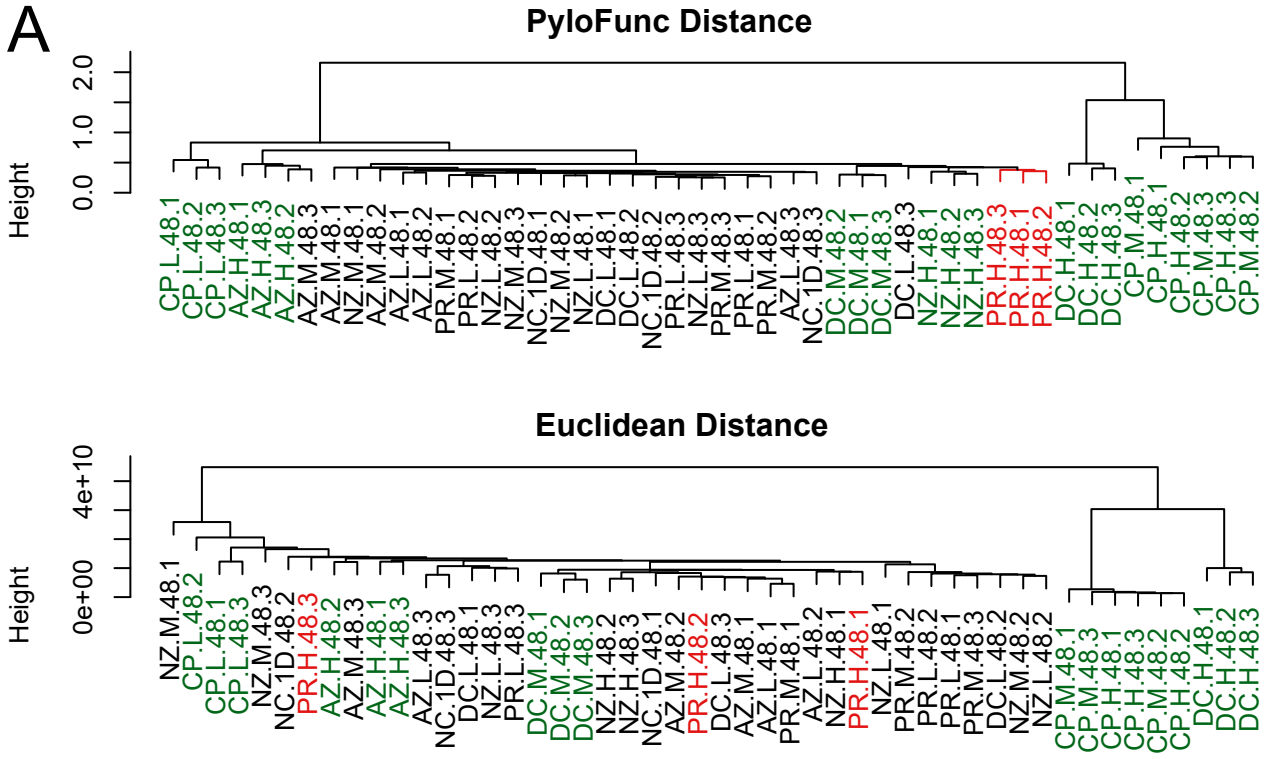 A
PyloFunc Distance
Height
0.0
1.0
2.0
CP.L.48.1
CP.L.48.2
CP.L.48.3
AZ.H.48.1
AZ.H.48.3
AZ.H.48.2
AZ.M.48.3
AZ.M.48.1
NZ.M.48.1
AZ.M.48.2
AZ.L.48.1
AZ.L.48.2
PR.M.48.1
PR.L.48.2
NZ.L.48.2
NZ.M.48.3
NC.1D.48.1
NZ.M.48.2
NZ.L.48.1
DC.L.48.1
DC.L.48.2
NC.1D.48.2
PR.L.48.3
NZ.L.48.3
PR.M.48.3
PR.L.48.1
PR.M.48.2
AZ.L.48.3
NC.1D.48.3
DC.M.48.2
DC.M.48.1
DC.M.48.3
DC.L.48.3
NZ.H.48.1
NZ.H.48.2
NZ.H.48.3
PR.H.48.3
PR.H.48.1
PR.H.48.2
DC.H.48.1
DC.H.48.2
DC.H.48.3
CP.M.48.1
CP.H.48.1
CP.H.48.2
CP.M.48.3
CP.H.48.3
CP.M.48.2
Euclidean Distance
Height
0e+00
4e+10
NZ.M.48.1
CP.L.48.2
CP.L.48.1
CP.L.48.3
NZ.M.48.3
NC.1D.48.2
PR.H.48.3
AZ.H.48.2
AZ.M.48.3
AZ.H.48.1
AZ.H.48.3
AZ.L.48.3
NC.1D.48.3
DC.L.48.1
NZ.L.48.3
PR.L.48.3
DC.M.48.1
DC.M.48.2
DC.M.48.3
NZ.H.48.2
NZ.H.48.3
NC.1D.48.1
AZ.M.48.2
PR.H.48.2
DC.L.48.3
AZ.M.48.1
AZ.L.48.1
PR.M.48.1
AZ.L.48.2
NZ.H.48.1
PR.H.48.1
NZ.L.48.1
PR.M.48.2
PR.L.48.2
PR.L.48.1
PR.M.48.3
DC.L.48.2
NZ.M.48.2
NZ.L.48.2
CP.M.48.1
CP.M.48.3
CP.H.48.1
CP.H.48.3
CP.M.48.2
CP.H.48.2
DC.H.48.1
DC.H.48.2
DC.H.48.3